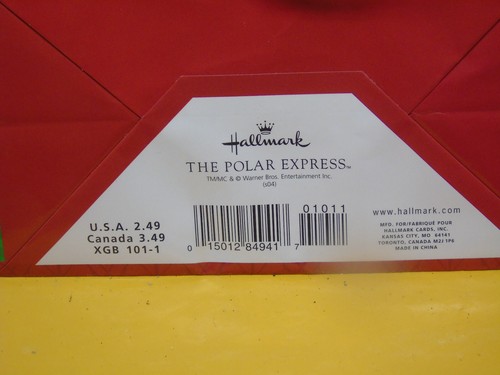 Hallmark
THE POLAR EXPRESS™
TM/MC & © Warner Bros. Entertainment Inc.
(s04)
U.S.A. 2.49
Canada 3.49
XGB 101-1
01011
0 15012 84941 7
www.hallmark.com
MFD. FOR/FABRIQUÉ POUR
HALLMARK CARDS, INC.
KANSAS CITY, MO 64141
TORONTO, CANADA M2J 1P6
MADE IN CHINA